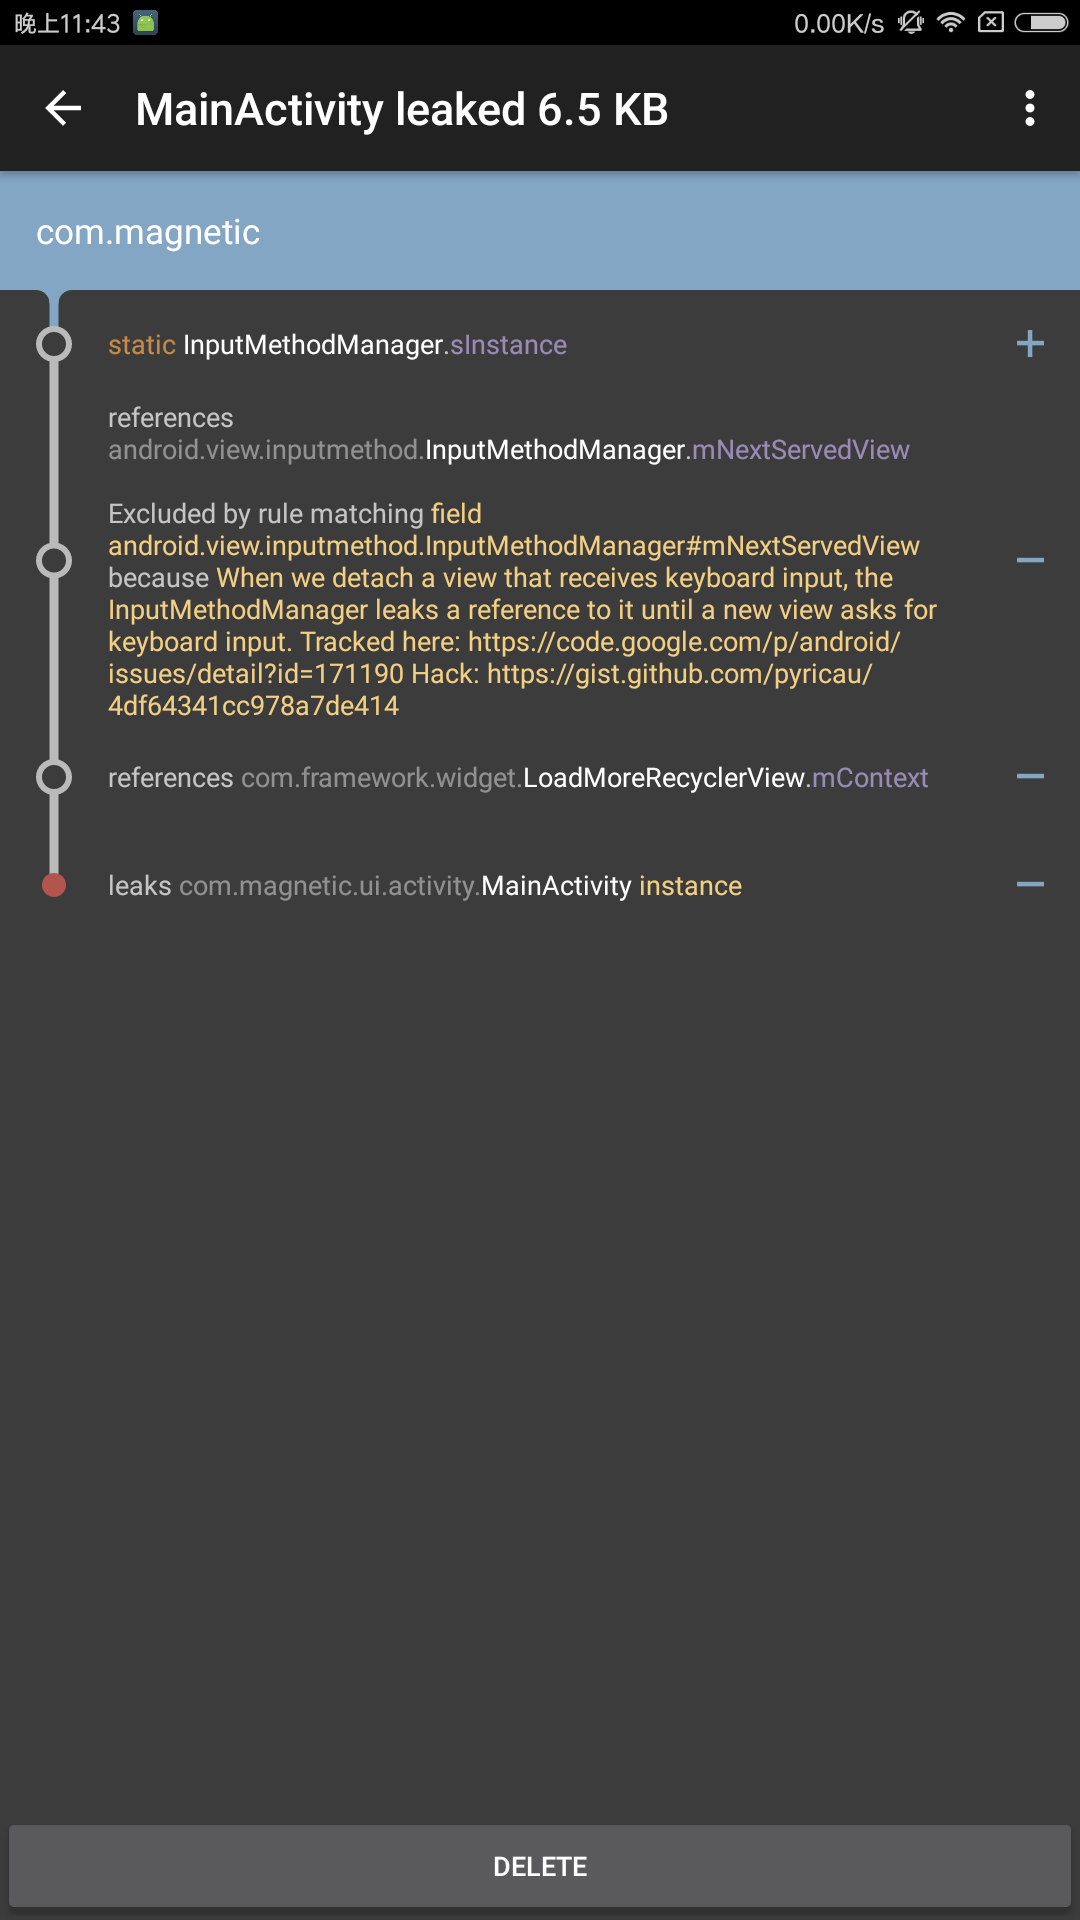 晚上11:43
0.00K/s
MainActivity leaked 6.5 KB
com.magnetic
static InputMethodManager.sInstance
references
android.view.inputmethod.InputMethodManager.mNextServedView
Excluded by rule matching field
android.view.inputmethod.InputMethodManager#mNextServedView
because When we detach a view that receives keyboard input, the
InputMethodManager leaks a reference to it until a new view asks for
keyboard input. Tracked here: https://code.google.com/p/android/
issues/detail?id=171190 Hack: https://gist.github.com/pyricau/
4df64341cc978a7de414
references com.framework.widget.LoadMoreRecyclerView.mContext
leaks com.magnetic.ui.activity.MainActivity instance
DELETE